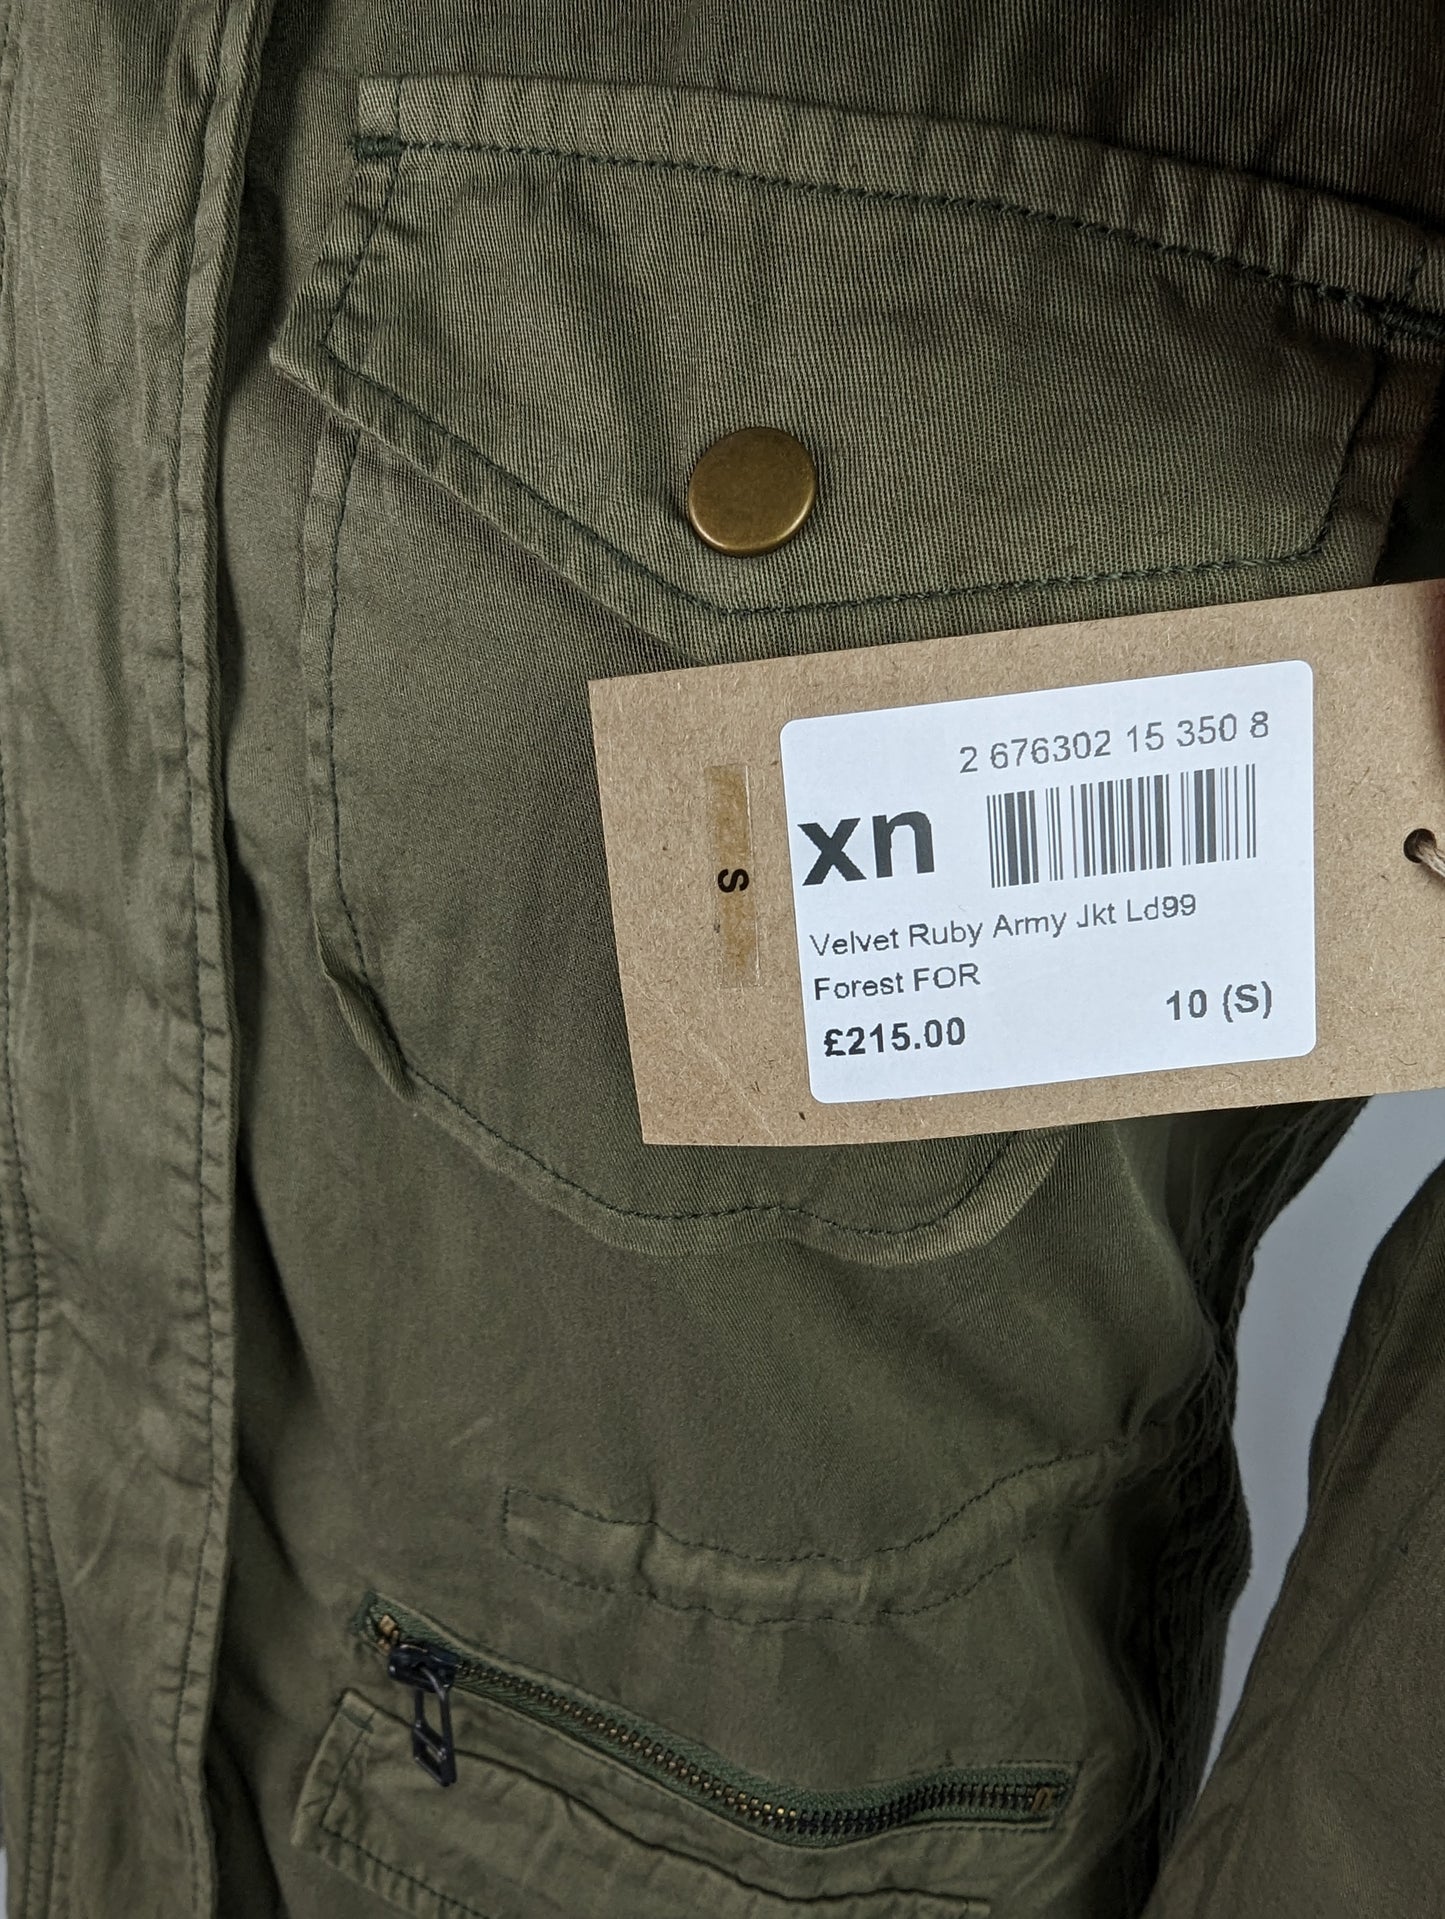 2 676302 15 350 8
xn
Velvet Ruby Army Jkt Ld99
Forest FOR
£215.00 10 (S)
S